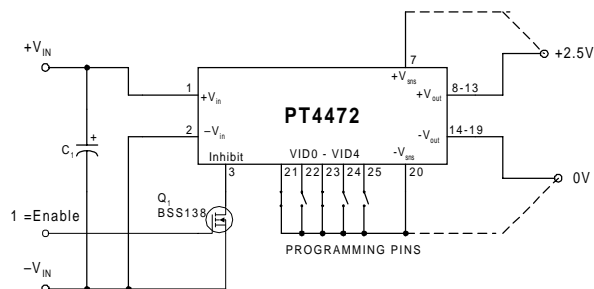 +V_IN
7
+V_sns
+2.5V
1
+V_in
+V_out
8-13
PT4472
2
−V_in
-V_out
14-19
C_1
+
Inhibit
VID0 - VID4
-V_sns
3
21
22
23
24
25
20
0V
Q_1
BSS138
1 =Enable
PROGRAMMING PINS
−V_IN